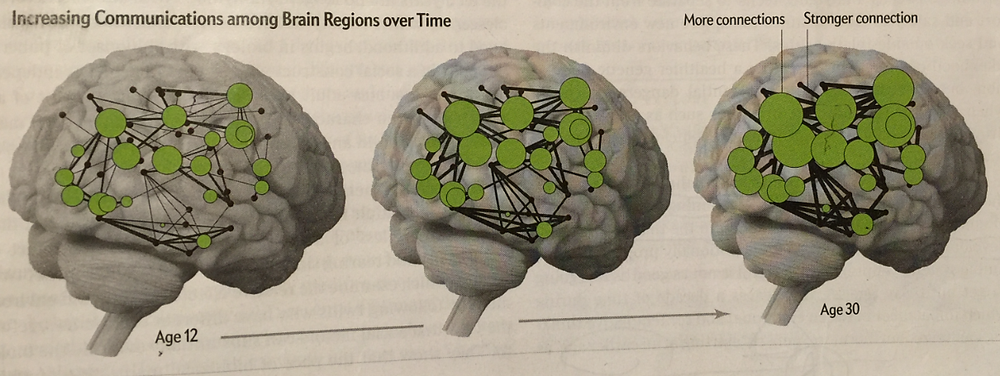 Increasing Communications among Brain Regions over Time
More connections
Stronger connection
Age 12
Age 30